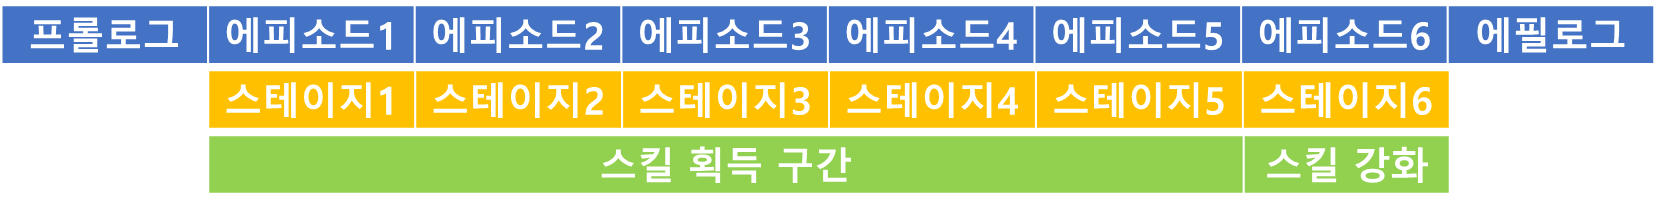 프롤로그 에피소드1 에피소드2 에피소드3 에피소드4 에피소드5 에피소드6 에필로그
스테이지1 스테이지2 스테이지3 스테이지4 스테이지5 스테이지6
스킬 획득 구간 스킬 강화